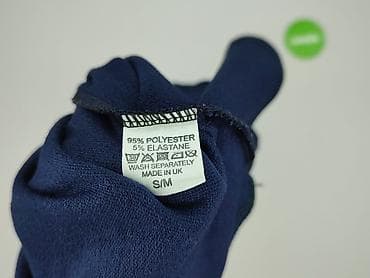 95% POLYESTER
5% ELASTANE
WASH SEPARATELY
MADE IN UK
S/M